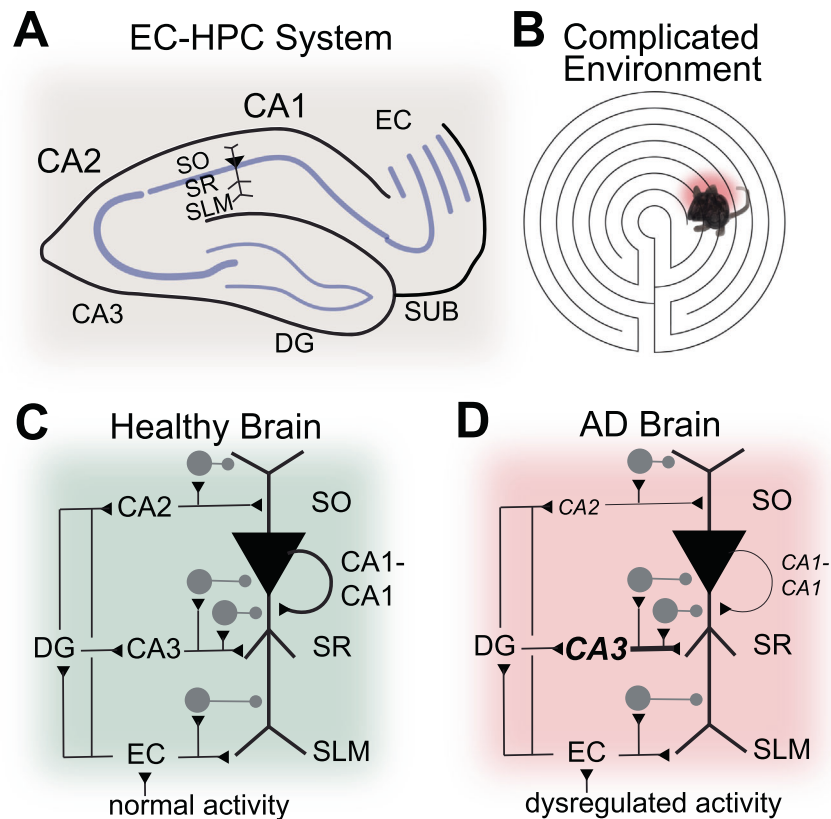 A
EC-HPC System
CA1
EC
CA2
SO
SR
SLM
CA3
SUB
DG
B
Complicated
Environment
C
Healthy Brain
CA2
SO
CA1-
CA1
DG
CA3
SR
EC
SLM
normal activity
D
AD Brain
CA2
SO
CA1-
CA1
DG
CA3
SR
EC
SLM
dysregulated activity